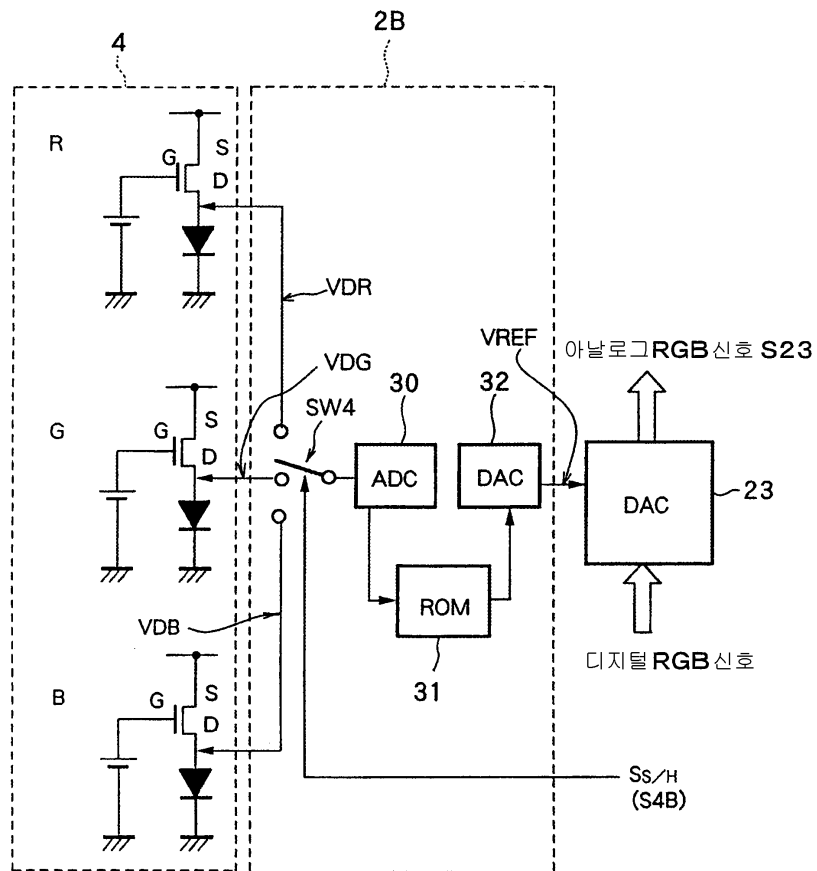 4
2B
R
G
S
D
VDR
VDG
SW4
30
32
VREF
아날로그RGB신호 S23
G
G
S
D
ADC
DAC
DAC
23
ROM
31
VDB
디지털RGB신호
B
G
S
D
SS/H
(S4B)